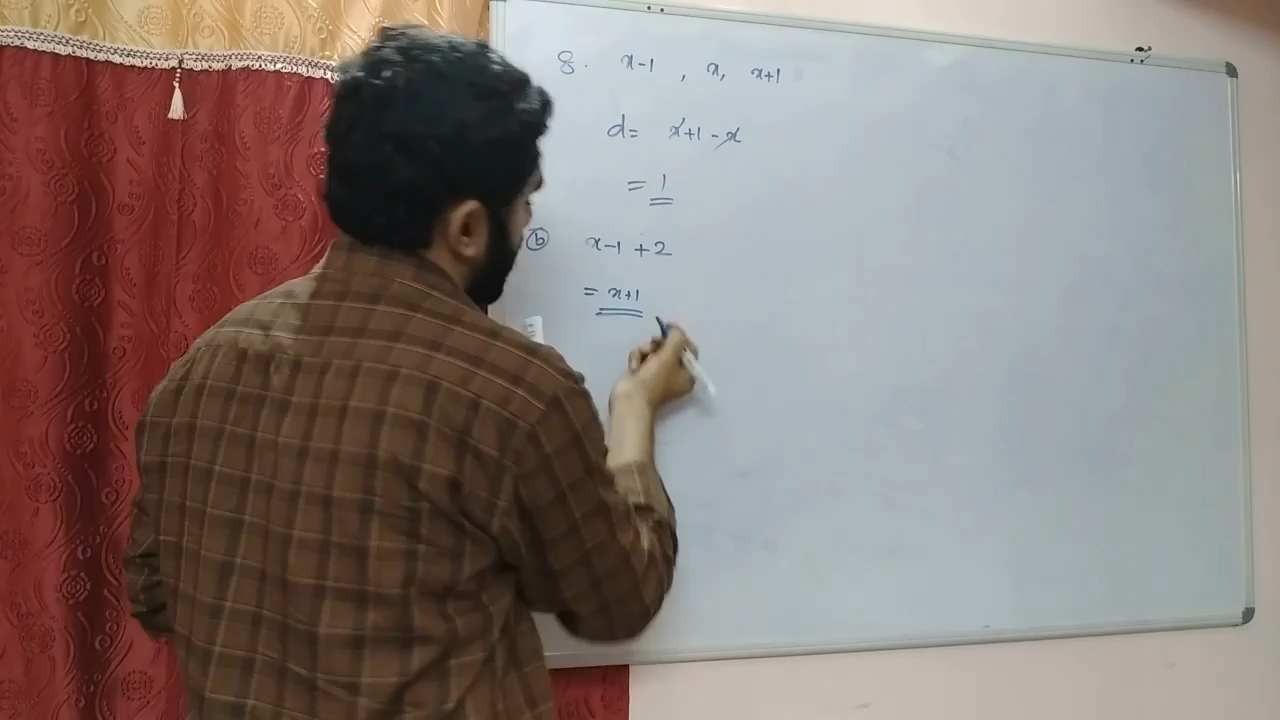 8. x-1 , x, x+1
d= x+1-x
= 1
b x-1 +2
= x+1